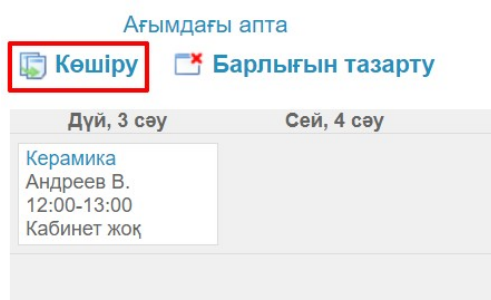 Ағымдағы апта
Көшіру Барлығын тазарту
Дүй, 3 сәу Сей, 4 сәу
Керамика
Андреев В.
12:00-13:00
Кабинет жоқ